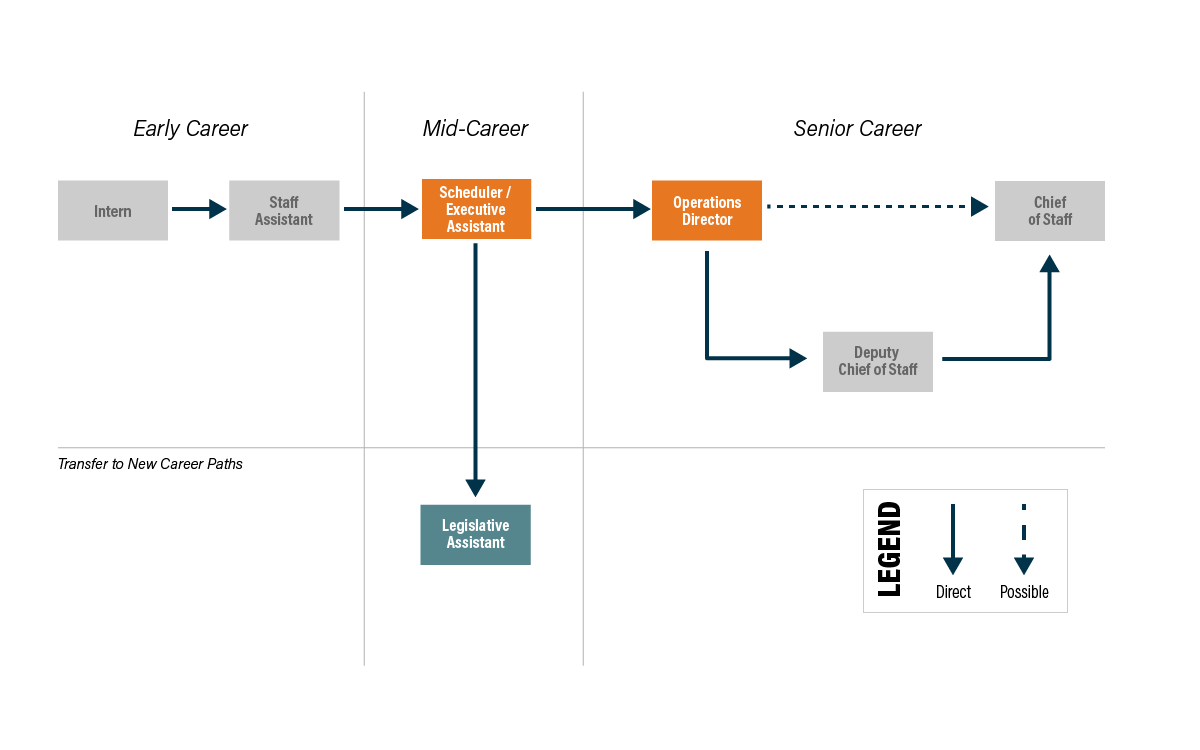 Early Career
Mid-Career
Senior Career
Intern
Staff
Assistant
Scheduler /
Executive
Assistant
Operations
Director
Chief
of Staff
Deputy
Chief of Staff
Transfer to New Career Paths
Legislative
Assistant
LEGEND
Direct
Possible